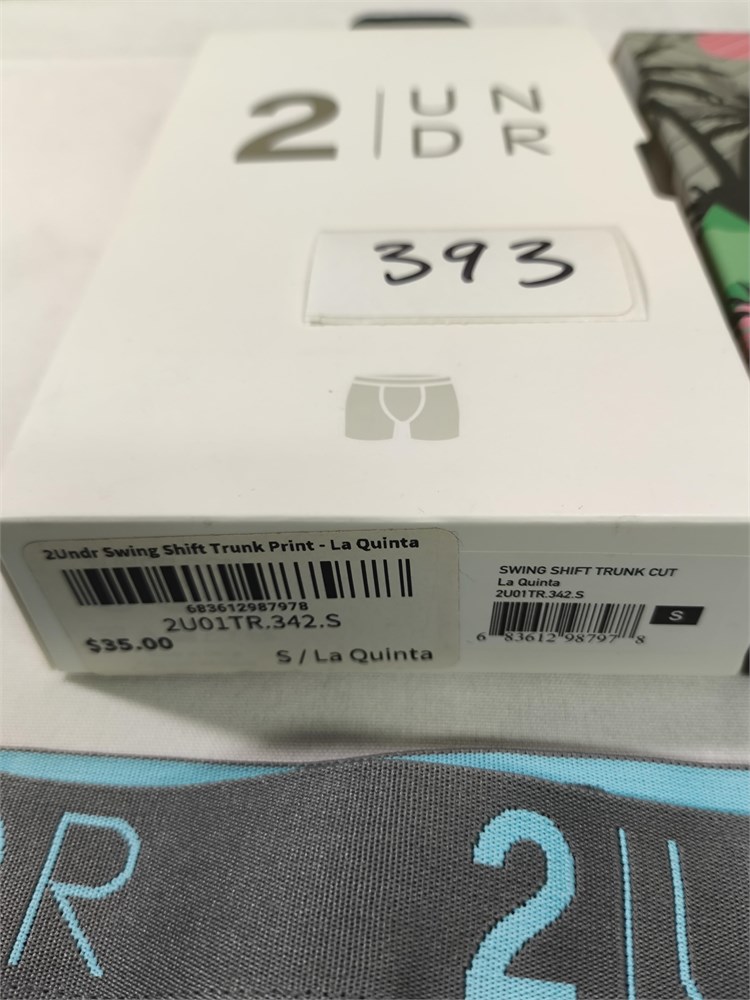 2 UN
DR
393
2Undr Swing Shift Trunk Print - La Quinta
683612987978
2U01TR.342.S
$35.00
S / La Quinta
SWING SHIFT TRUNK CUT
La Quinta
2U01TR.342.S
S
6 83612 98797 8
R
2 U